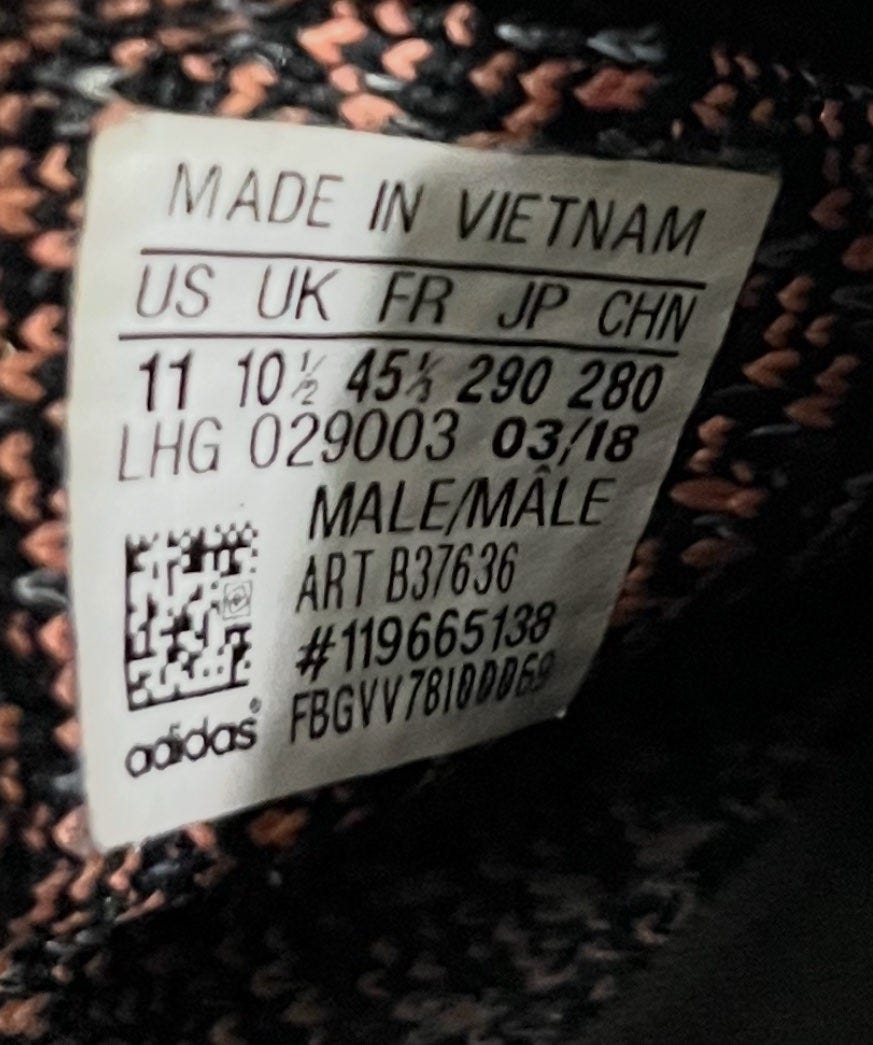 MADE IN VIETNAM
US UK FR JP CHN
11 10½ 45⅓ 290 280
LHG 029003 03/18
MALE/MÂLE
ART B37636
#119665138
FBGVV78I00069
adidas®